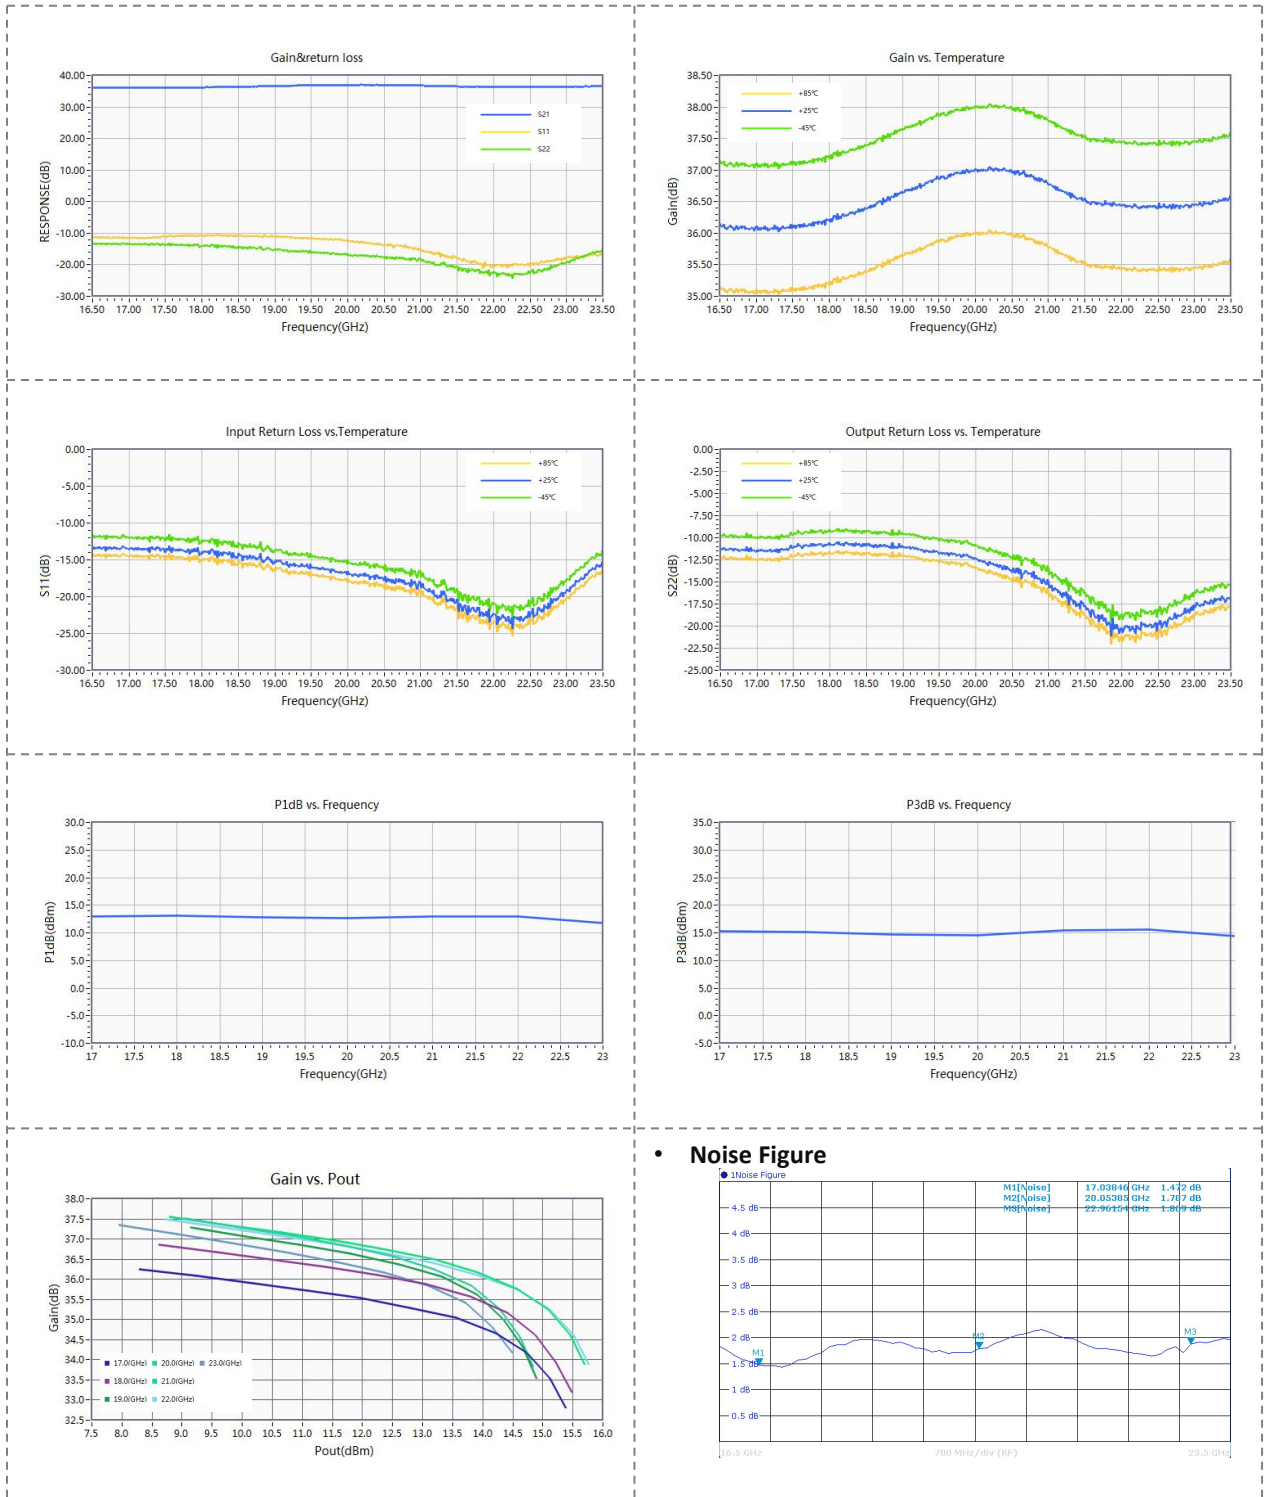 Gain&return loss
40.00
30.00
20.00
10.00
0.00
-10.00
-20.00
-30.00
RESPONSE(dB)
S21
S11
S22
16.50 17.00 17.50 18.00 18.50 19.00 19.50 20.00 20.50 21.00 21.50 22.00 22.50 23.00 23.50
Frequency(GHz)
Gain vs. Temperature
38.50
38.00
37.50
37.00
36.50
36.00
35.50
35.00
Gain(dB)
+85℃
+25℃
-45℃
16.50 17.00 17.50 18.00 18.50 19.00 19.50 20.00 20.50 21.00 21.50 22.00 22.50 23.00 23.50
Frequency(GHz)
Input Return Loss vs.Temperature
0.00
-5.00
-10.00
-15.00
-20.00
-25.00
-30.00
S11(dB)
+85℃
+25℃
-45℃
16.50 17.00 17.50 18.00 18.50 19.00 19.50 20.00 20.50 21.00 21.50 22.00 22.50 23.00 23.50
Frequency(GHz)
Output Return Loss vs. Temperature
0.00
-2.50
-5.00
-7.50
-10.00
-12.50
-15.00
-17.50
-20.00
-22.50
-25.00
S22(dB)
+85℃
+25℃
-45℃
16.50 17.00 17.50 18.00 18.50 19.00 19.50 20.00 20.50 21.00 21.50 22.00 22.50 23.00 23.50
Frequency(GHz)
P1dB vs. Frequency
30.0
25.0
20.0
15.0
10.0
5.0
0.0
-5.0
-10.0
P1dB(dBm)
17 17.5 18 18.5 19 19.5 20 20.5 21 21.5 22 22.5 23
Frequency(GHz)
P3dB vs. Frequency
35.0
30.0
25.0
20.0
15.0
10.0
5.0
0.0
-5.0
P3dB(dBm)
17 17.5 18 18.5 19 19.5 20 20.5 21 21.5 22 22.5 23
Frequency(GHz)
Gain vs. Pout
38.0
37.5
37.0
36.5
36.0
35.5
35.0
34.5
34.0
33.5
33.0
32.5
Gain(dB)
17.0(GHz) 20.0(GHz) 23.0(GHz)
18.0(GHz) 21.0(GHz)
19.0(GHz) 22.0(GHz)
7.5 8.0 8.5 9.0 9.5 10.0 10.5 11.0 11.5 12.0 12.5 13.0 13.5 14.0 14.5 15.0 15.5 16.0
Pout(dBm)
• Noise Figure
1Noise Figure
M1[Noise] 17.03846 GHz 1.472 dB
M2[Noise] 20.05385 GHz 1.787 dB
M3[Noise] 22.96154 GHz 1.869 dB
4.5 dB
4 dB
3.5 dB
3 dB
2.5 dB
2 dB
1.5 dB
1 dB
0.5 dB
M1
M2
M3
16.5 GHz 700 MHz/div (RF) 23.5 GHz